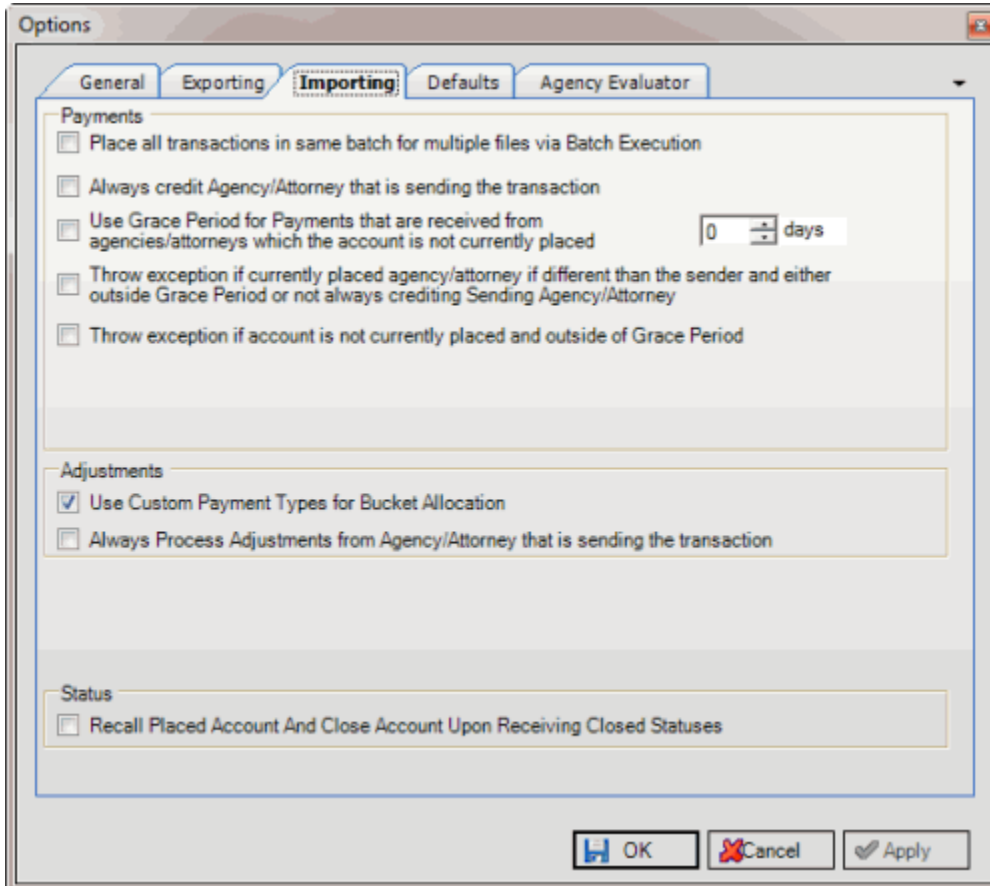 Options
General
Exporting
Importing
Defaults
Agency Evaluator
Payments
Place all transactions in same batch for multiple files via Batch Execution
Always credit Agency/Attorney that is sending the transaction
Use Grace Period for Payments that are received from
agencies/attorneys which the account is not currently placed
0 days
Throw exception if currently placed agency/attorney if different than the sender and either
outside Grace Period or not always crediting Sending Agency/Attorney
Throw exception if account is not currently placed and outside of Grace Period
Adjustments
Use Custom Payment Types for Bucket Allocation
Always Process Adjustments from Agency/Attorney that is sending the transaction
Status
Recall Placed Account And Close Account Upon Receiving Closed Statuses
OK
Cancel
Apply